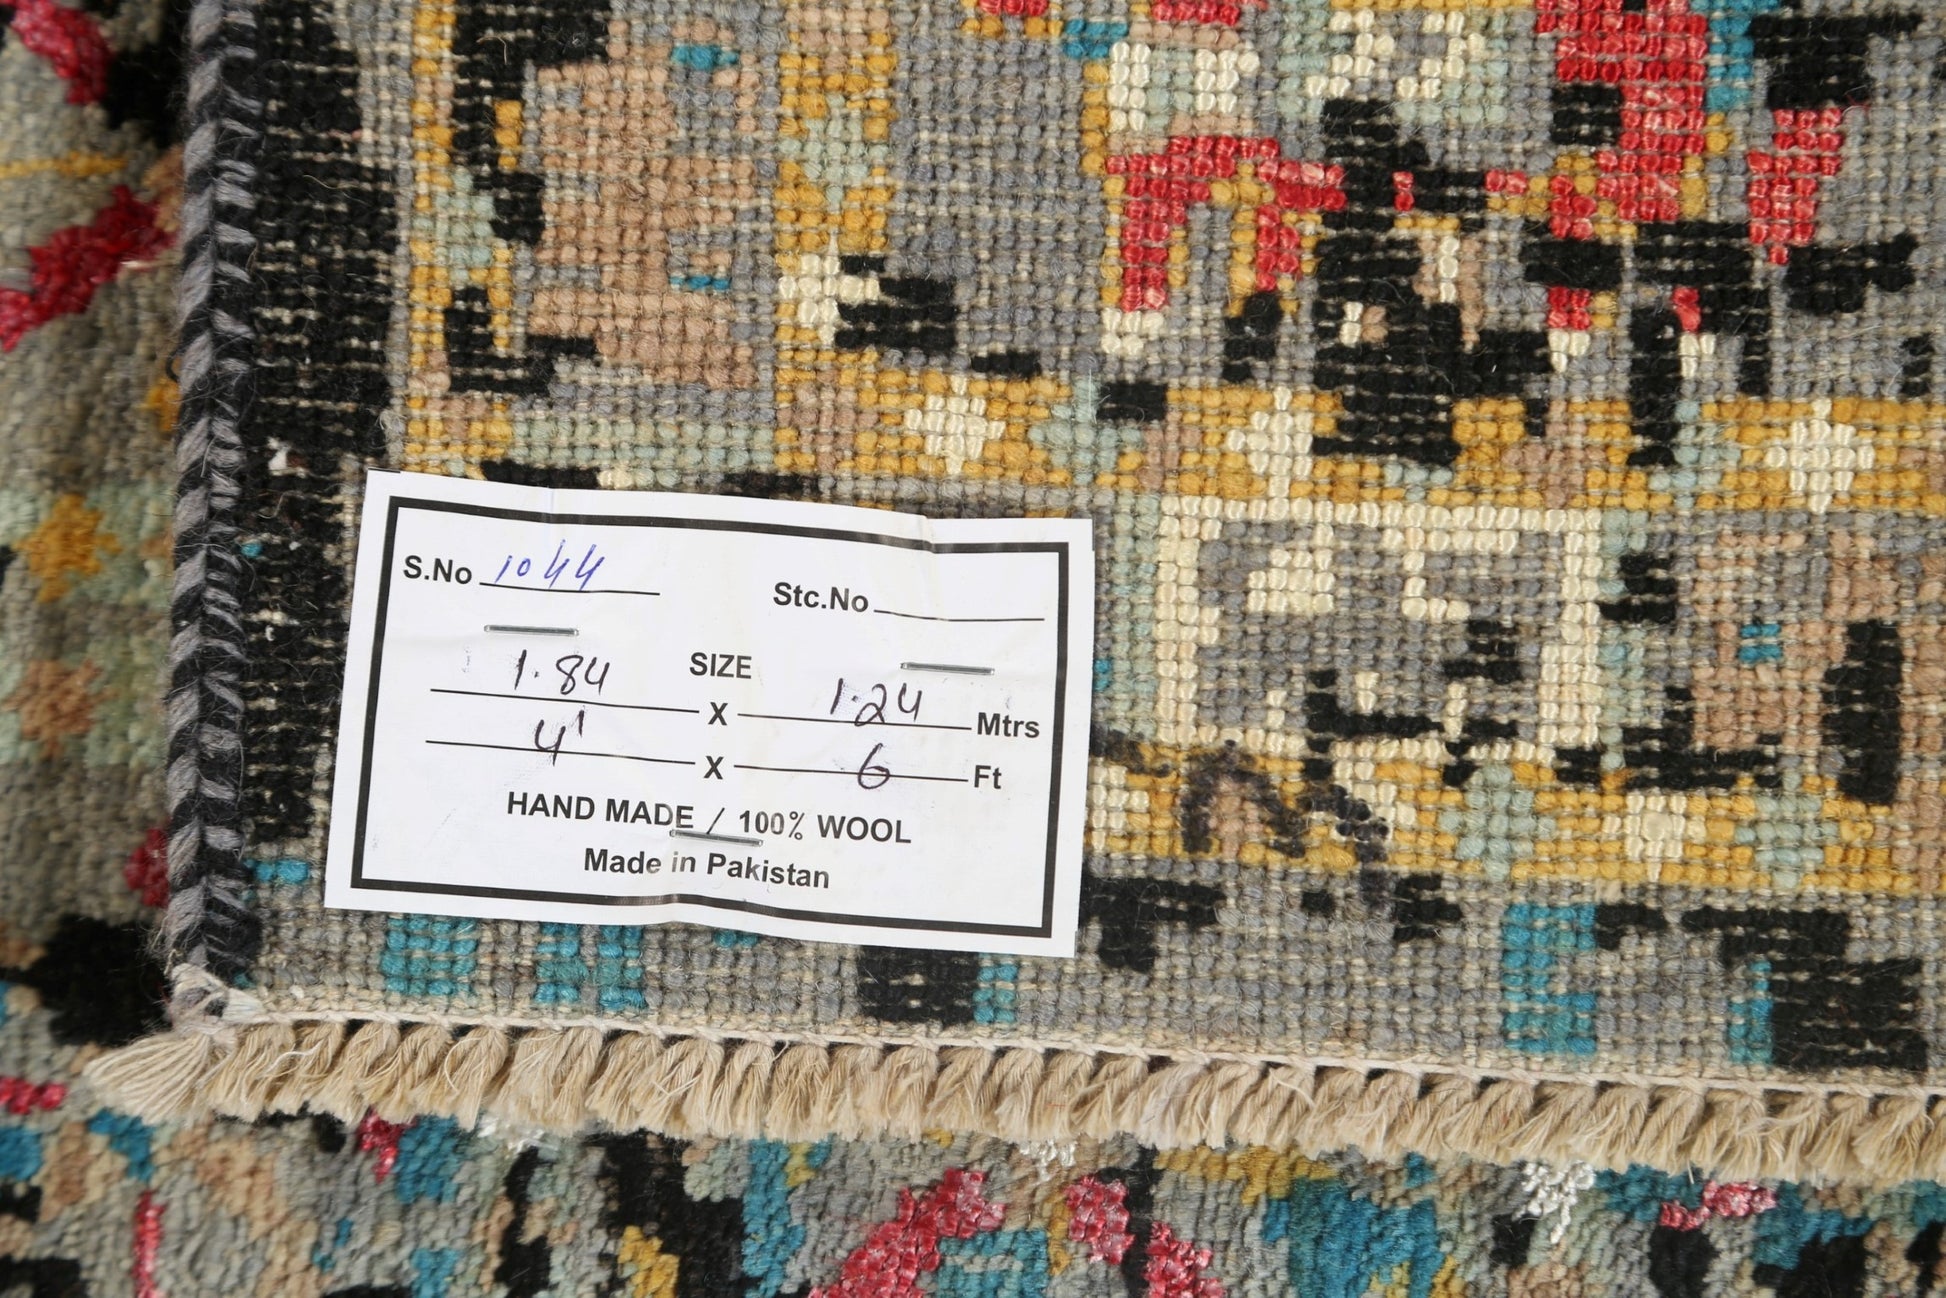 S.No 1044 Stc.No
SIZE
1.84 X 1.24 Mtrs
4' X 6 Ft
HAND MADE / 100% WOOL
Made in Pakistan